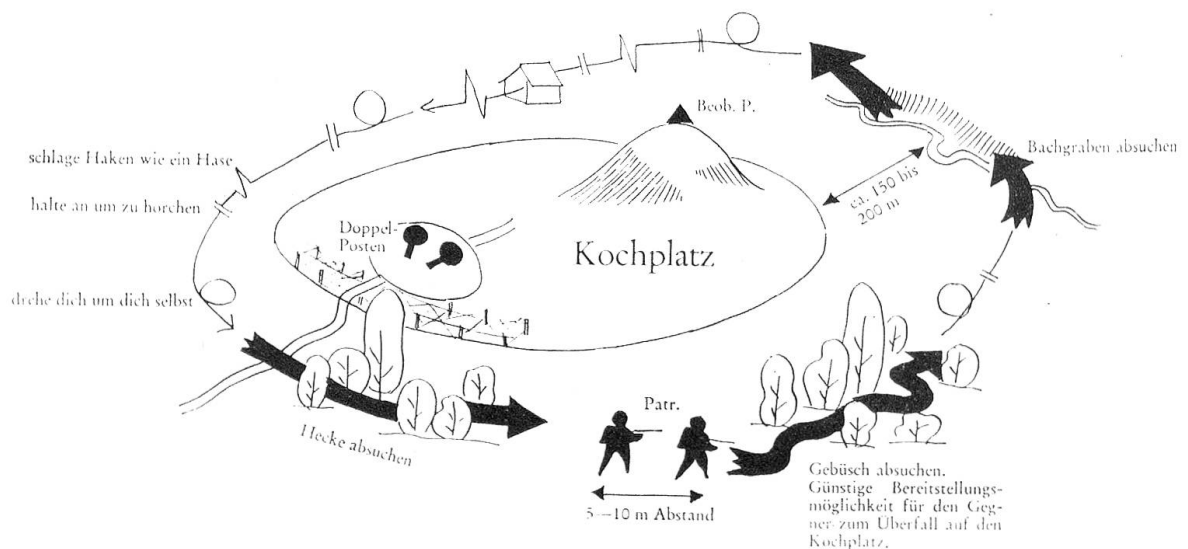 Beob. P.
schlage Haken wie ein Hase
Bachgraben absuchen
ca. 150 bis
200 m
halte an um zu horchen
Doppel-
Posten
Kochplatz
drehe dich um dich selbst
Patr.
Hecke absuchen
5—10 m Abstand
Gebüsch absuchen.
Günstige Bereitstellungs-
möglichkeit für den Geg-
ner zum Überfall auf den
Kochplatz.